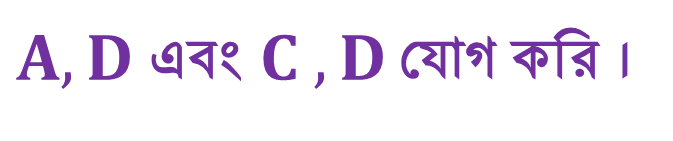 A, D এবং C , D যোগ করি ।